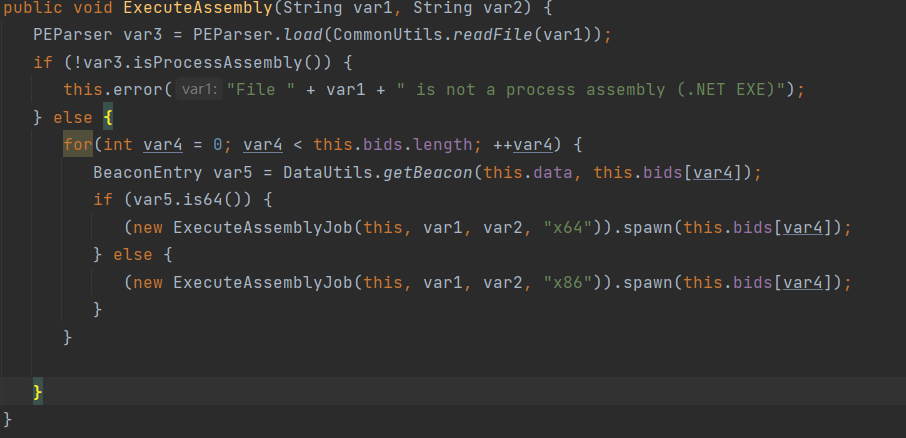 public void ExecuteAssembly(String var1, String var2) {
PEParser var3 = PEParser.load(CommonUtils.readFile(var1));
if (!var3.isProcessAssembly()) {
this.error( var1: "File " + var1 + " is not a process assembly (.NET EXE)");
} else {
for(int var4 = 0; var4 < this.bids.length; ++var4) {
BeaconEntry var5 = DataUtils.getBeacon(this.data, this.bids[var4]);
if (var5.is64()) {
(new ExecuteAssemblyJob(this, var1, var2, "x64")).spawn(this.bids[var4]);
} else {
(new ExecuteAssemblyJob(this, var1, var2, "x86")).spawn(this.bids[var4]);
}
}
}
}